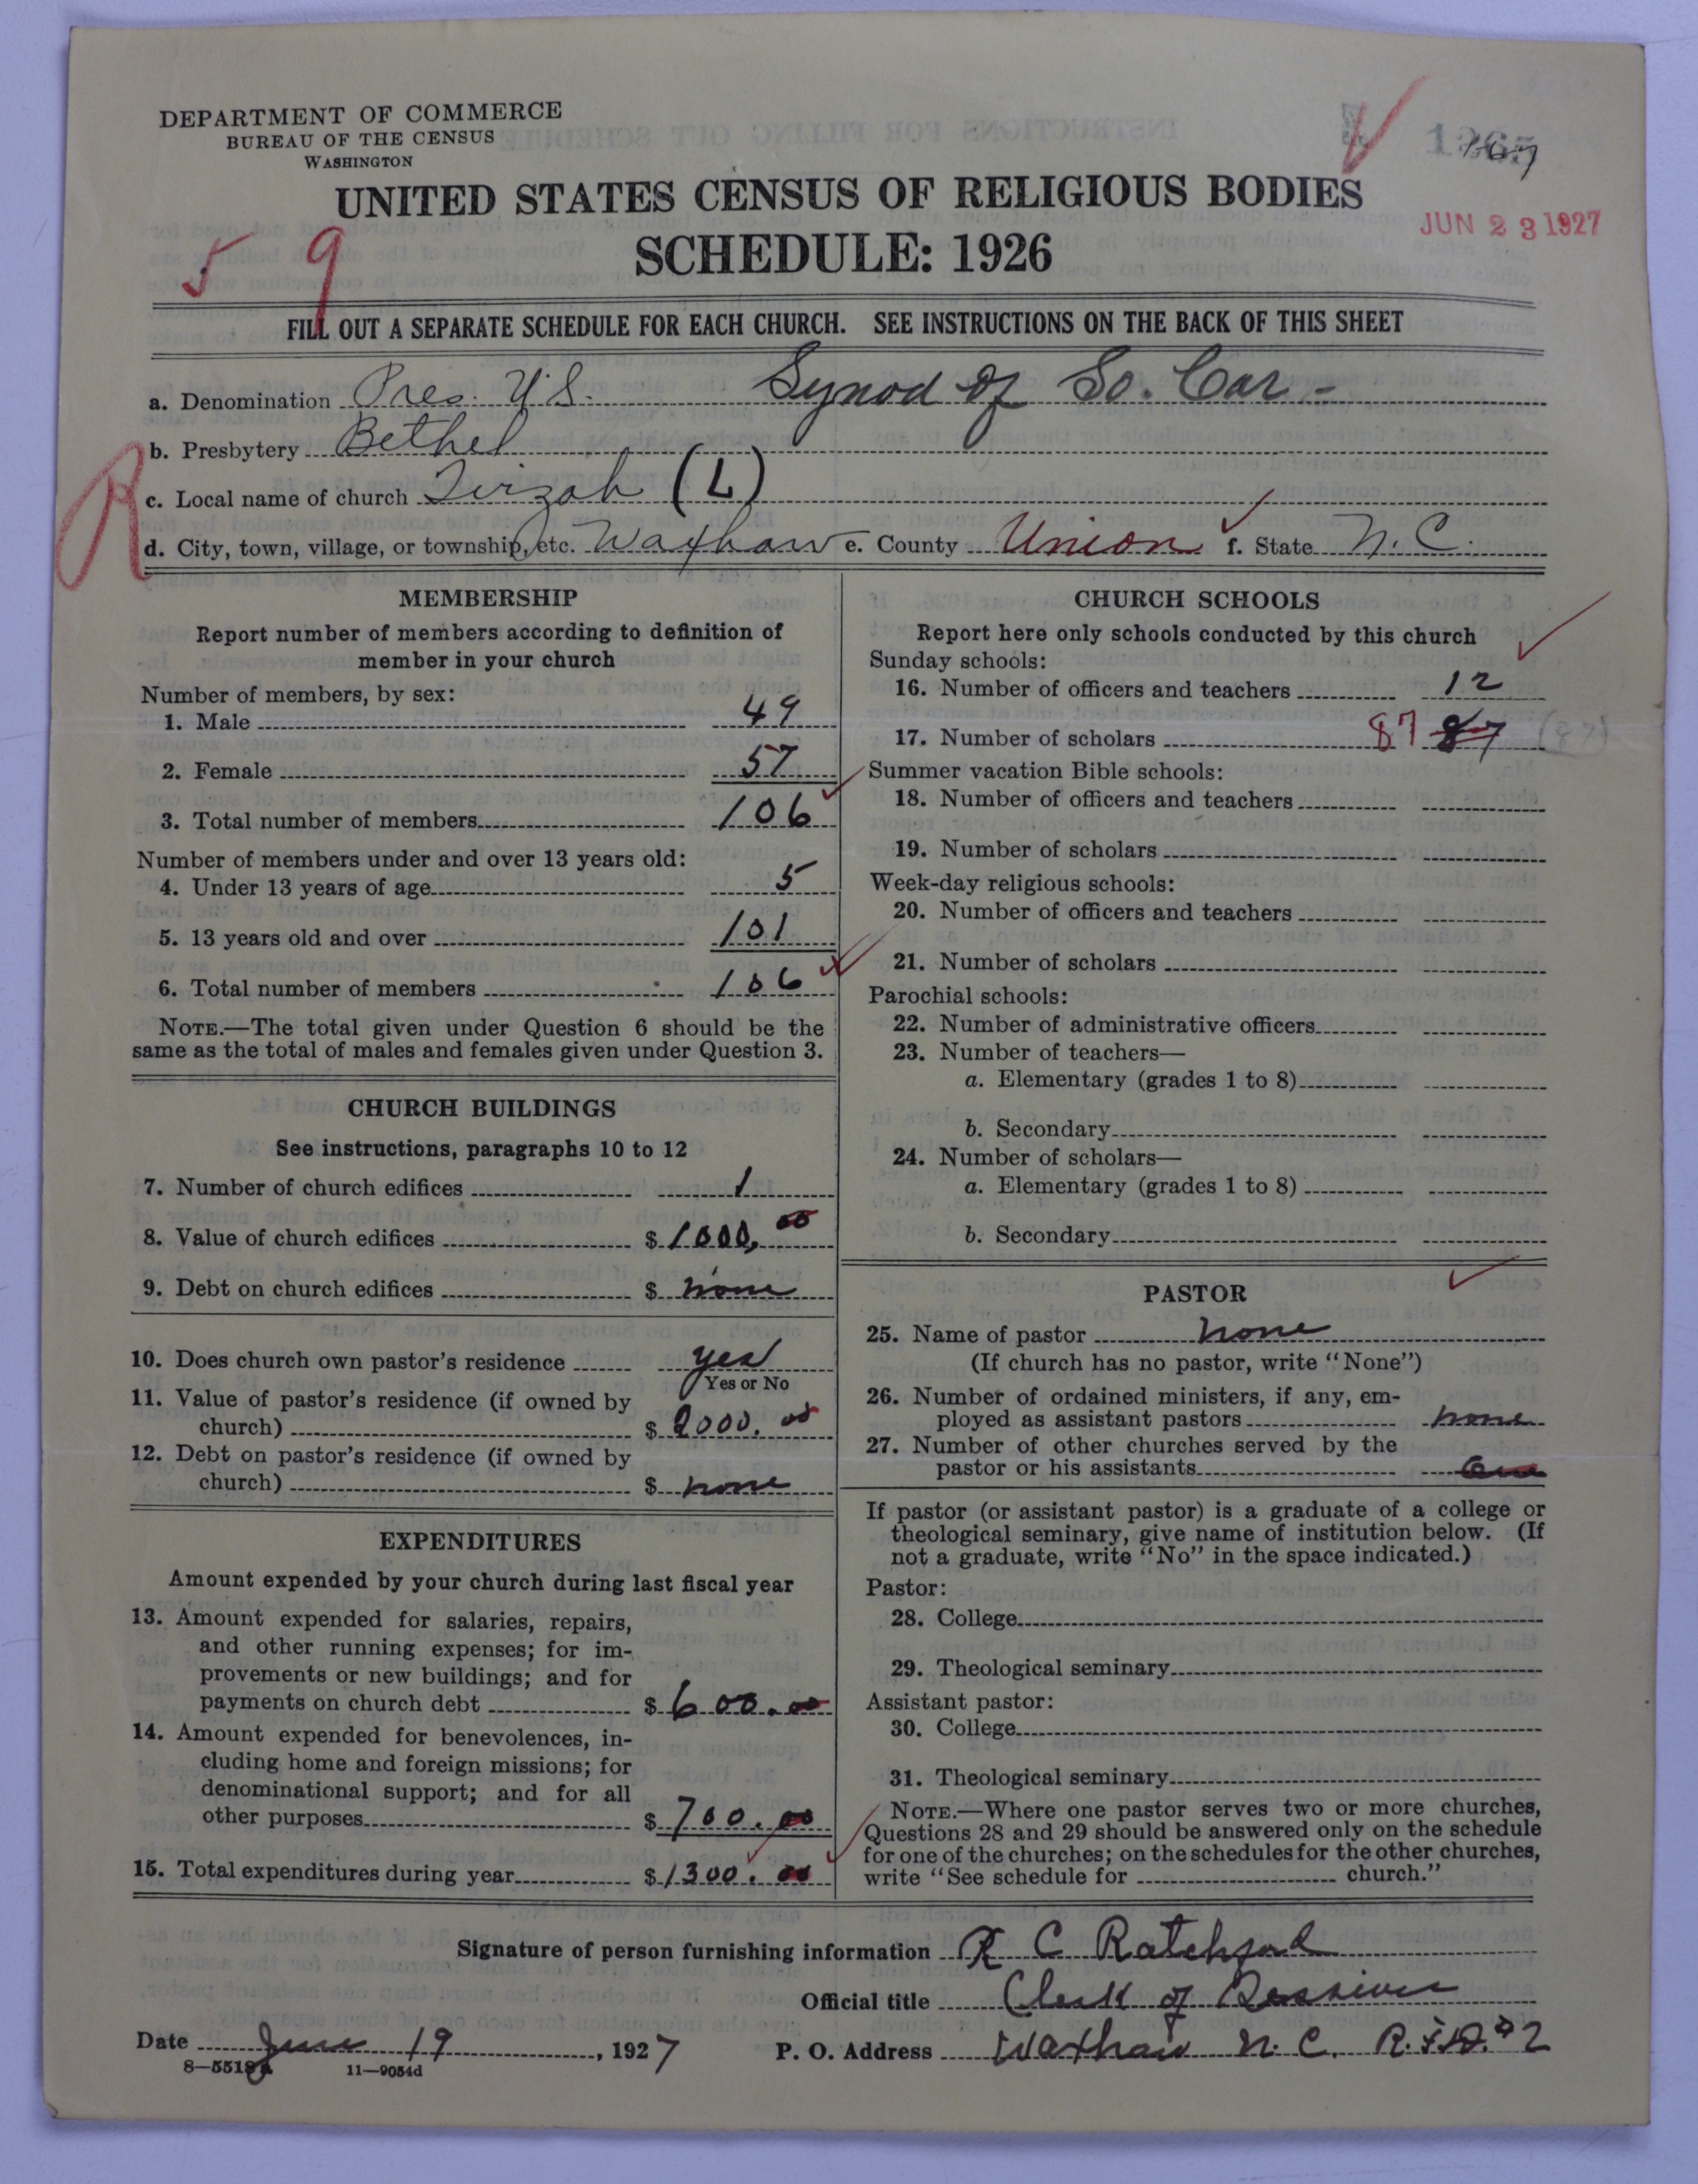 DEPARTMENT OF COMMERCE
BUREAU OF THE CENSUS
WASHINGTON
UNITED STATES CENSUS OF RELIGIOUS BODIES
SCHEDULE: 1926
JUN 23 1927
5 9
FILL OUT A SEPARATE SCHEDULE FOR EACH CHURCH. SEE INSTRUCTIONS ON THE BACK OF THIS SHEET
a. Denomination Pres. U.S. Synod of So. Car-
b. Presbytery Bethel
c. Local name of church Tirzah (L)
R
d. City, town, village, or township, etc. Waxhaw e. County Union f. State N.C.
MEMBERSHIP
Report number of members according to definition of
member in your church
Number of members, by sex:
1. Male 49
2. Female 57
3. Total number of members 106
Number of members under and over 13 years old:
4. Under 13 years of age 5
5. 13 years old and over 101
6. Total number of members 106
NOTE.—The total given under Question 6 should be the
same as the total of males and females given under Question 3.
CHURCH BUILDINGS
See instructions, paragraphs 10 to 12
7. Number of church edifices 1
8. Value of church edifices $ 1000.00
9. Debt on church edifices $ none
10. Does church own pastor's residence yes
Yes or No
11. Value of pastor's residence (if owned by
church) $ 2000.00
12. Debt on pastor's residence (if owned by
church) $ none
EXPENDITURES
Amount expended by your church during last fiscal year
13. Amount expended for salaries, repairs,
and other running expenses; for im-
provements or new buildings; and for
payments on church debt $ 600.00
14. Amount expended for benevolences, in-
cluding home and foreign missions; for
denominational support; and for all
other purposes $ 700.00
15. Total expenditures during year $ 1300.00
CHURCH SCHOOLS
Report here only schools conducted by this church
Sunday schools:
16. Number of officers and teachers 12
17. Number of scholars 87 87 (87)
Summer vacation Bible schools:
18. Number of officers and teachers
19. Number of scholars
Week-day religious schools:
20. Number of officers and teachers
21. Number of scholars
Parochial schools:
22. Number of administrative officers
23. Number of teachers—
a. Elementary (grades 1 to 8)
b. Secondary
24. Number of scholars—
a. Elementary (grades 1 to 8)
b. Secondary
PASTOR
25. Name of pastor none
(If church has no pastor, write "None")
26. Number of ordained ministers, if any, em-
ployed as assistant pastors none
27. Number of other churches served by the
pastor or his assistants One
If pastor (or assistant pastor) is a graduate of a college or
theological seminary, give name of institution below. (If
not a graduate, write "No" in the space indicated.)
Pastor:
28. College
29. Theological seminary
Assistant pastor:
30. College
31. Theological seminary
NOTE.—Where one pastor serves two or more churches,
Questions 28 and 29 should be answered only on the schedule
for one of the churches; on the schedules for the other churches,
write "See schedule for church."
Signature of person furnishing information R C Ratchford
Official title Clerk of Session
Date June 19, 1927 P. O. Address Waxhaw N. C. R.F.D. #2
8—5518a 11—9054d